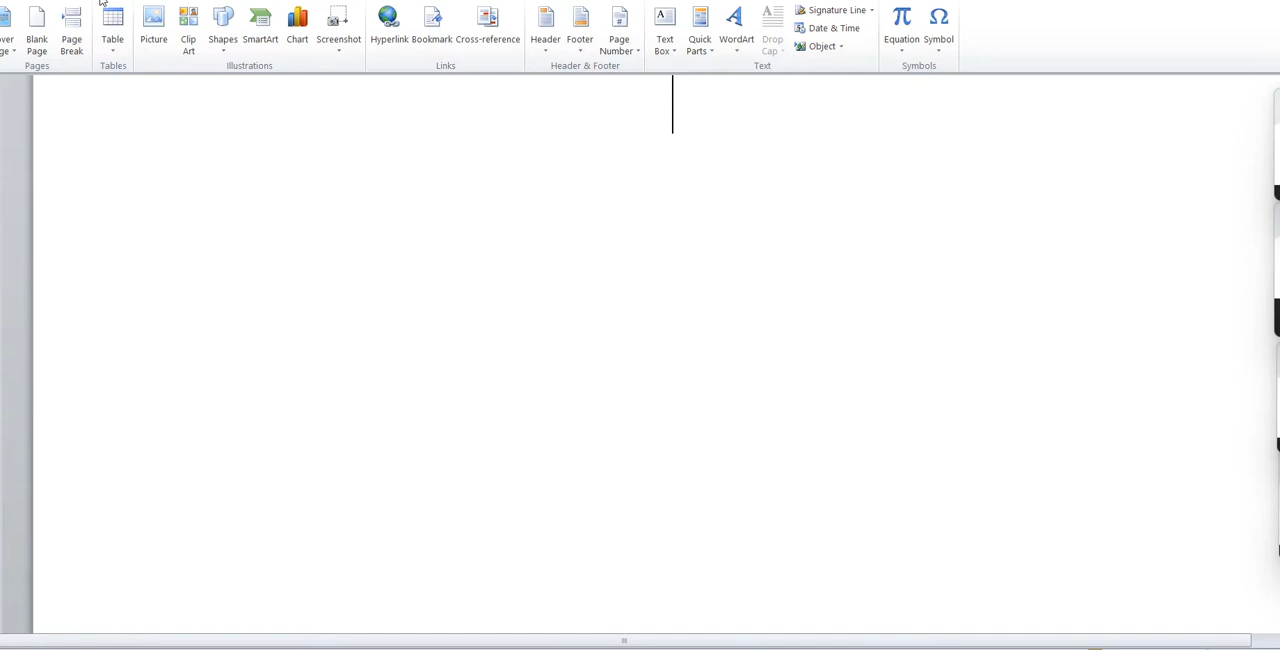 Blank Page
Page Break
Table
Picture
Clip Art
Shapes
SmartArt
Chart
Screenshot
Hyperlink
Bookmark
Cross-reference
Header
Footer
Page Number
Text Box
Quick Parts
WordArt
Drop Cap
Signature Line
Date & Time
Object
Equation
Symbol
Pages
Tables
Illustrations
Links
Header & Footer
Text
Symbols